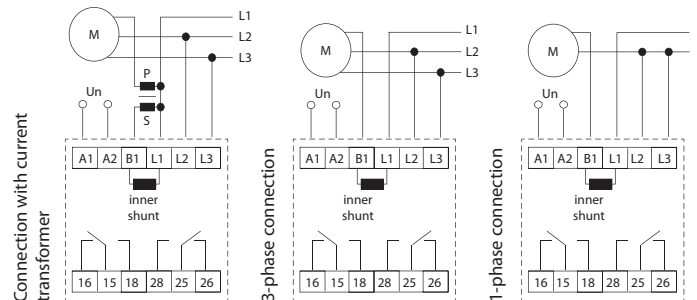 Connection with current
transformer
M
L1
L2
L3
P
S
Un
A1 A2 B1 L1 L2 L3
inner
shunt
16 15 18 28 25 26
3-phase connection
M
L1
L2
L3
Un
A1 A2 B1 L1 L2 L3
inner
shunt
16 15 18 28 25 26
1-phase connection
M
Un
A1 A2 B1 L1 L2 L3
inner
shunt
16 15 18 28 25 26